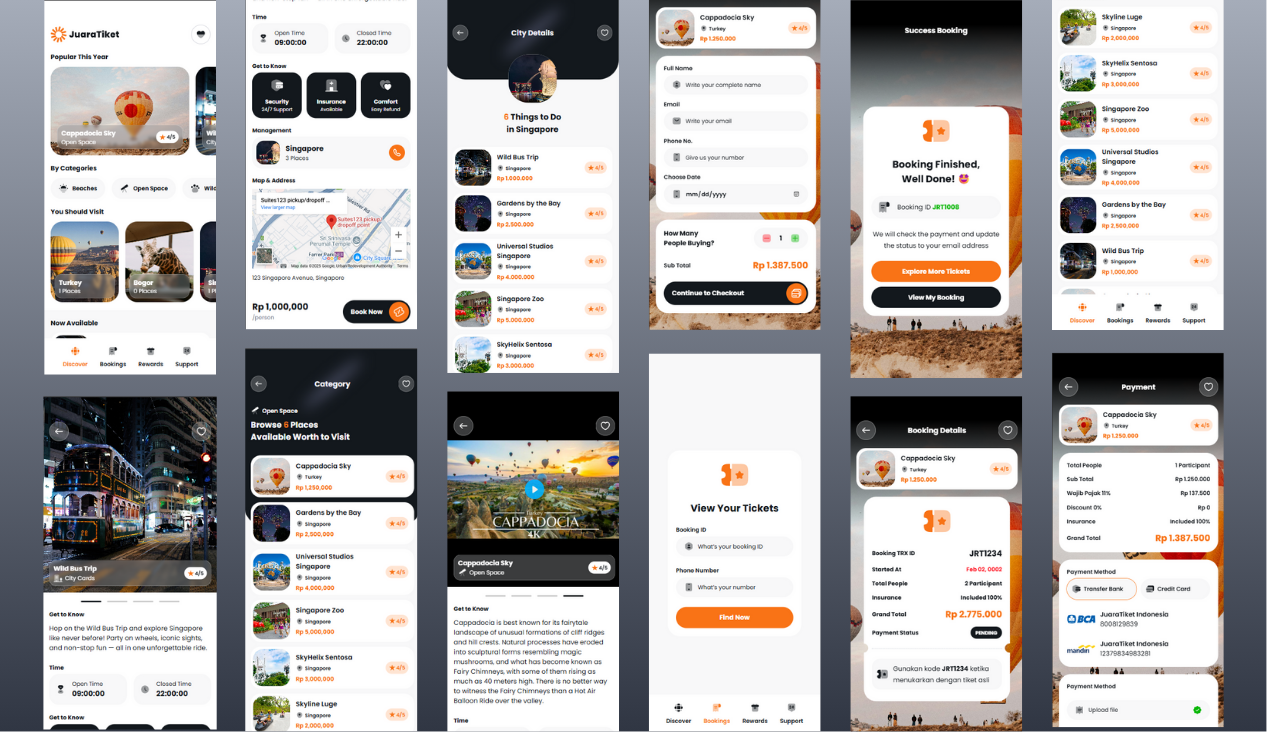 JuaraTiket
Popular This Year
Cappadocia Sky
Open Space
4/5
By Categories
Beaches
Open Space
You Should Visit
Turkey
1 Places
Bogor
0 Places
Now Available
Discover
Bookings
Rewards
Support
Wild Bus Trip
City Cards
4/5
Get to Know
Hop on the Wild Bus Trip and explore Singapore
like never before! Party on wheels, iconic sights,
and non-stop fun — all in one unforgettable ride.
Time
Open Time
09:00:00
Closed Time
22:00:00
Get to Know
Time
Open Time
09:00:00
Closed Time
22:00:00
Get to Know
Security
24/7 Support
Insurance
Available
Comfort
Easy Refund
Management
Singapore
3 Places
Map & Address
Suites123 pickup/dropoff ...
View larger map
Suites123 pickup/
dropoff point
Sri Srinivasa
Perumal Temple
Farrer Park
City Square
Map data ©2025 Google, Urban Redevelopment Authority
Terms
123 Singapore Avenue, Singapore
Rp 1,000,000
/person
Book Now
Category
Open Space
Browse 6 Places
Available Worth to Visit
Cappadocia Sky
Turkey
Rp 1,250,000
4/5
Gardens by the Bay
Singapore
Rp 2,500,000
4/5
Universal Studios
Singapore
Singapore
Rp 4,000,000
4/5
Singapore Zoo
Singapore
Rp 5,000,000
4/5
SkyHelix Sentosa
Singapore
Rp 3,000,000
4/5
Skyline Luge
Singapore
Rp 2,000,000
4/5
City Details
6 Things to Do
in Singapore
Wild Bus Trip
Singapore
Rp 1.000.000
4/5
Gardens by the Bay
Singapore
Rp 2.500.000
4/5
Universal Studios
Singapore
Singapore
Rp 4.000.000
4/5
Singapore Zoo
Singapore
Rp 5.000.000
4/5
SkyHelix Sentosa
Singapore
Rp 3.000.000
4/5
Turkey
CAPPADOCIA
4K
Cappadocia Sky
Open Space
4/5
Get to Know
Cappadocia is best known for its fairytale
landscape of unusual formations of cliff ridges
and hill crests. Natural processes have eroded
into sculptural forms resembling magic
mushrooms, and what has become known as
Fairy Chimneys, with some of them rising as
much as 40 meters high. There is no better way
to witness the Fairy Chimneys than a Hot Air
Balloon Ride over the valley.
Time
Cappadocia Sky
Turkey
Rp 1.250.000
4/5
Full Name
Write your complete name
Email
Write your email
Phone No.
Give us your number
Choose Date
mm/dd/yyyy
How Many
People Buying?
1
Sub Total
Rp 1.387.500
Continue to Checkout
View Your Tickets
Booking ID
What's your booking ID
Phone Number
What's your number
Find Now
Discover
Bookings
Rewards
Support
Success Booking
Booking Finished,
Well Done! 😍
Booking ID JRT1008
We will check the payment and update
the status to your email address
Explore More Tickets
View My Booking
Booking Details
Cappadocia Sky
Turkey
Rp 1.250.000
4/5
Booking TRX ID
JRT1234
Started At
Feb 02, 0002
Total People
2 Participant
Insurance
Included 100%
Grand Total
Rp 2.775.000
Payment Status
PENDING
Gunakan kode JRT1234 ketika
menukarkan dengan tiket asli
Skyline Luge
Singapore
Rp 2,000,000
4/5
SkyHelix Sentosa
Singapore
Rp 3,000,000
4/5
Singapore Zoo
Singapore
Rp 5,000,000
4/5
Universal Studios
Singapore
Singapore
Rp 4,000,000
4/5
Gardens by the Bay
Singapore
Rp 2,500,000
4/5
Wild Bus Trip
Singapore
Rp 1,000,000
4/5
Discover
Bookings
Rewards
Support
Payment
Cappadocia Sky
Turkey
Rp 1.250.000
4/5
Total People
1 Participant
Sub Total
Rp 1.250.000
Wajib Pajak 11%
Rp 137.500
Discount 0%
Rp 0
Insurance
Included 100%
Grand Total
Rp 1.387.500
Payment Method
Transfer Bank
Credit Card
BCA
JuaraTiket Indonesia
8008129839
mandiri
JuaraTiket Indonesia
12379834983281
Payment Method
Upload file